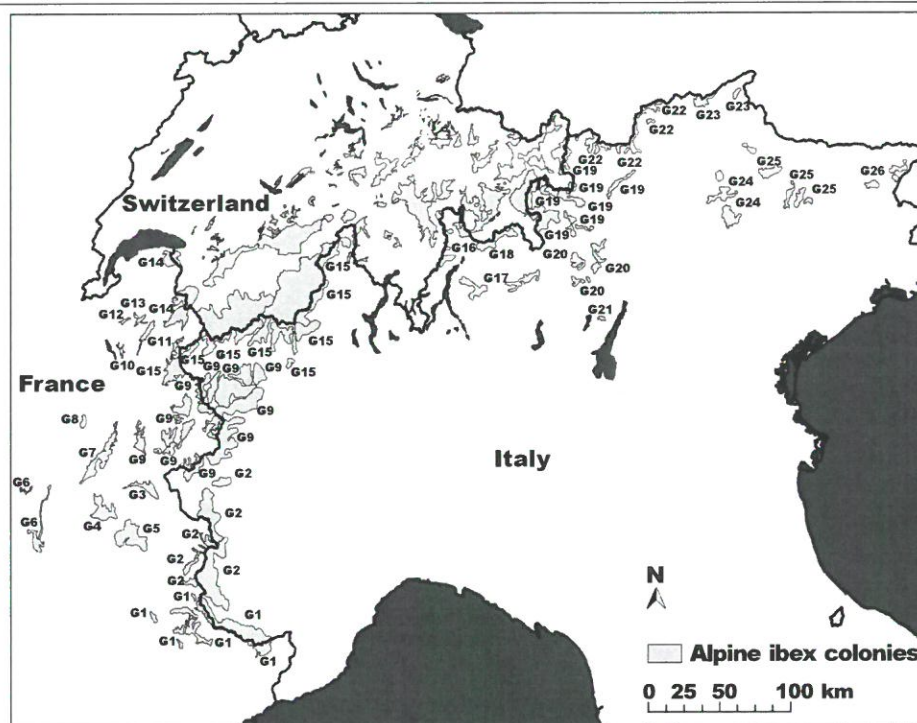 G22 G23 G23
G22
G22 G22
G19
G25
G26
G24 G25
G19 G19
G25
G19 G19
G24
Switzerland
G19
G19
G16 G18 G20
G14
G15
G20
G17
G15
G20
G13
G14
G12
G21
G11
G15 G15 G15
G10
G15
G9 G9 G9
G15
G15
France
G9
G8
G9
G9
G7
G9
G9
Italy
G9 G2
G6
G3
G4
G6
G5
G2
G2
G2
G2
G2
N
G1
G1
G1
G1
G1
G1
Alpine ibex colonies
0 25 50 100 km